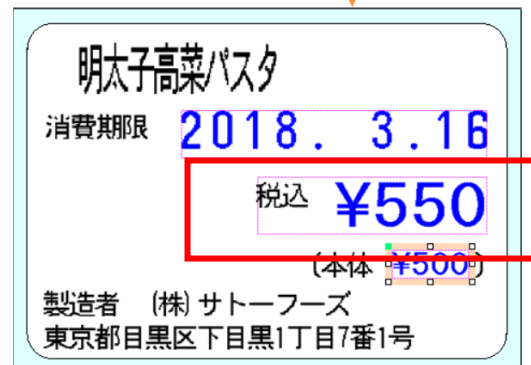 明太子高菜パスタ
消費期限 2018. 3.16
税込 ¥550
(本体 ¥500)
製造者 (株) サトーフーズ
東京都目黒区下目黒1丁目7番1号